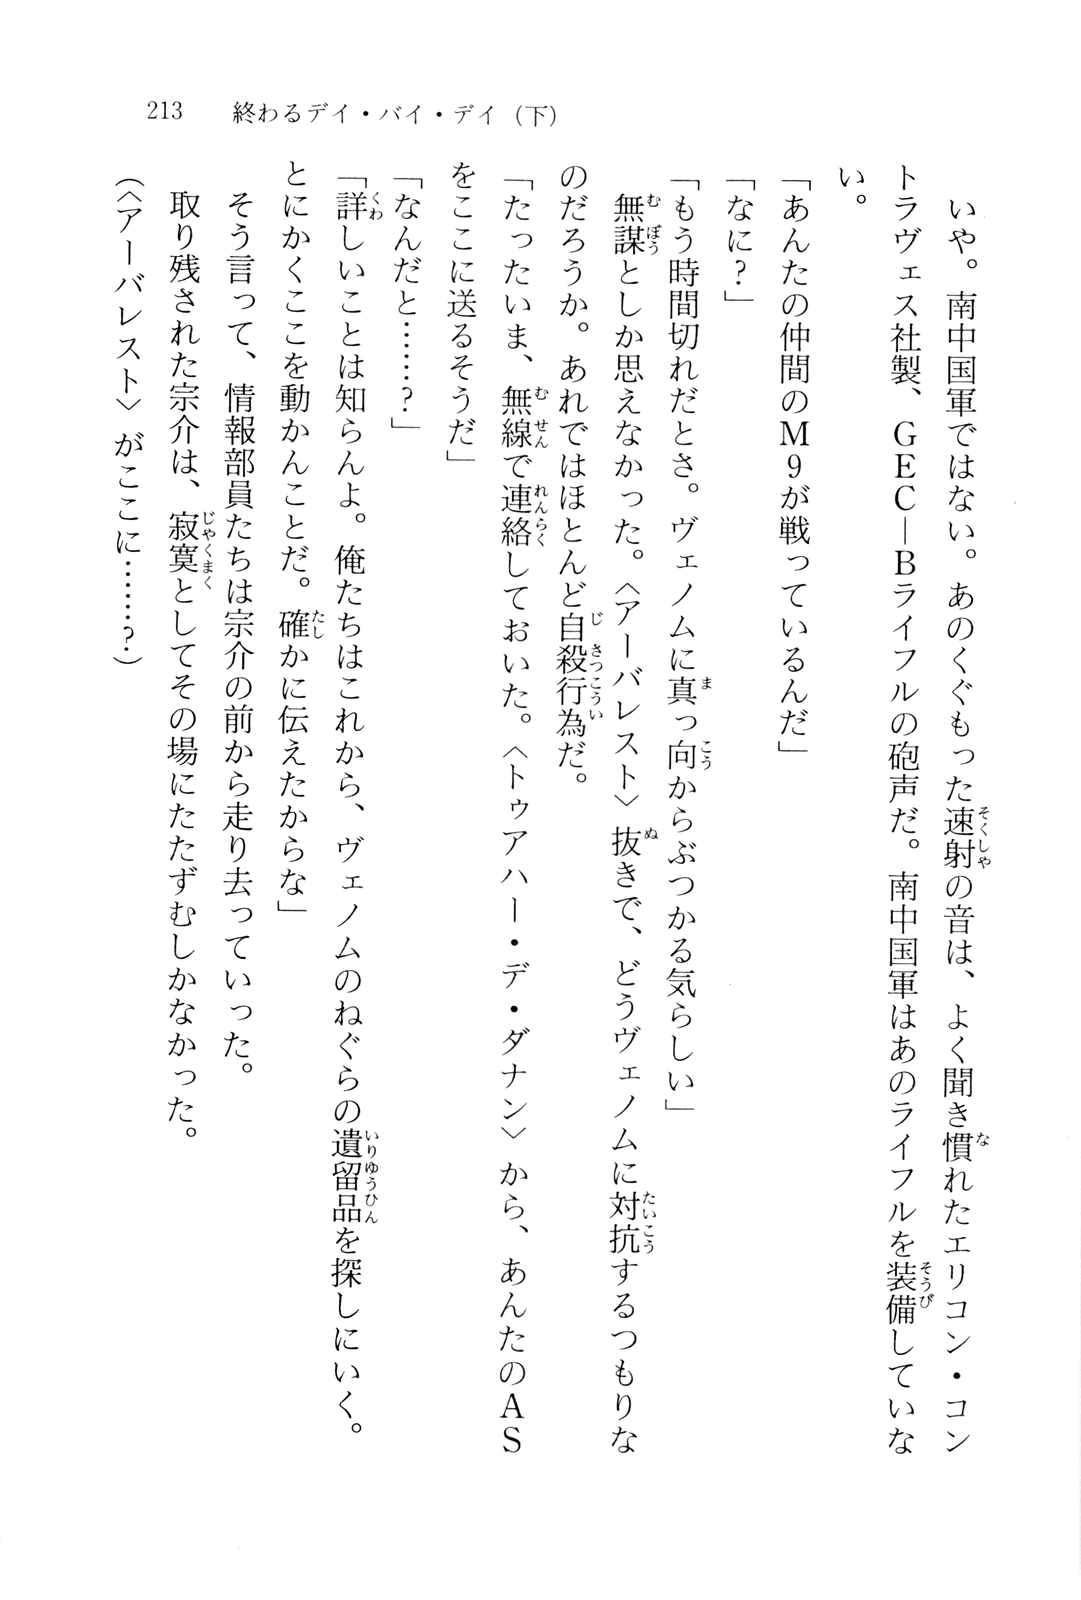 213　終わるデイ・バイ・デイ（下）
　いや。南中国軍ではない。あのくぐもった速射の音は、よく聞き慣れたエリコン・コン
トラヴェス社製、GEC－Bライフルの砲声だ。南中国軍はあのライフルを装備していな
い。
「あんたの仲間のM9が戦っているんだ」
「なに？」
「もう時間切れだとさ。ヴェノムに真っ向からぶつかる気らしい」
　無謀としか思えなかった。〈アーバレスト〉抜きで、どうヴェノムに対抗するつもりな
のだろうか。あれではほとんど自殺行為だ。
「たったいま、無線で連絡しておいた。〈トゥアハー・デ・ダナン〉から、あんたのAS
をここに送るそうだ」
「なんだと……？」
「詳しいことは知らんよ。俺たちはこれから、ヴェノムのねぐらの遺留品を探しにいく。
とにかくここを動かんことだ。確かに伝えたからな」
　そう言って、情報部員たちは宗介の前から走り去っていった。
　取り残された宗介は、寂寞としてその場にたたずむしかなかった。
（〈アーバレスト〉がここに……？）